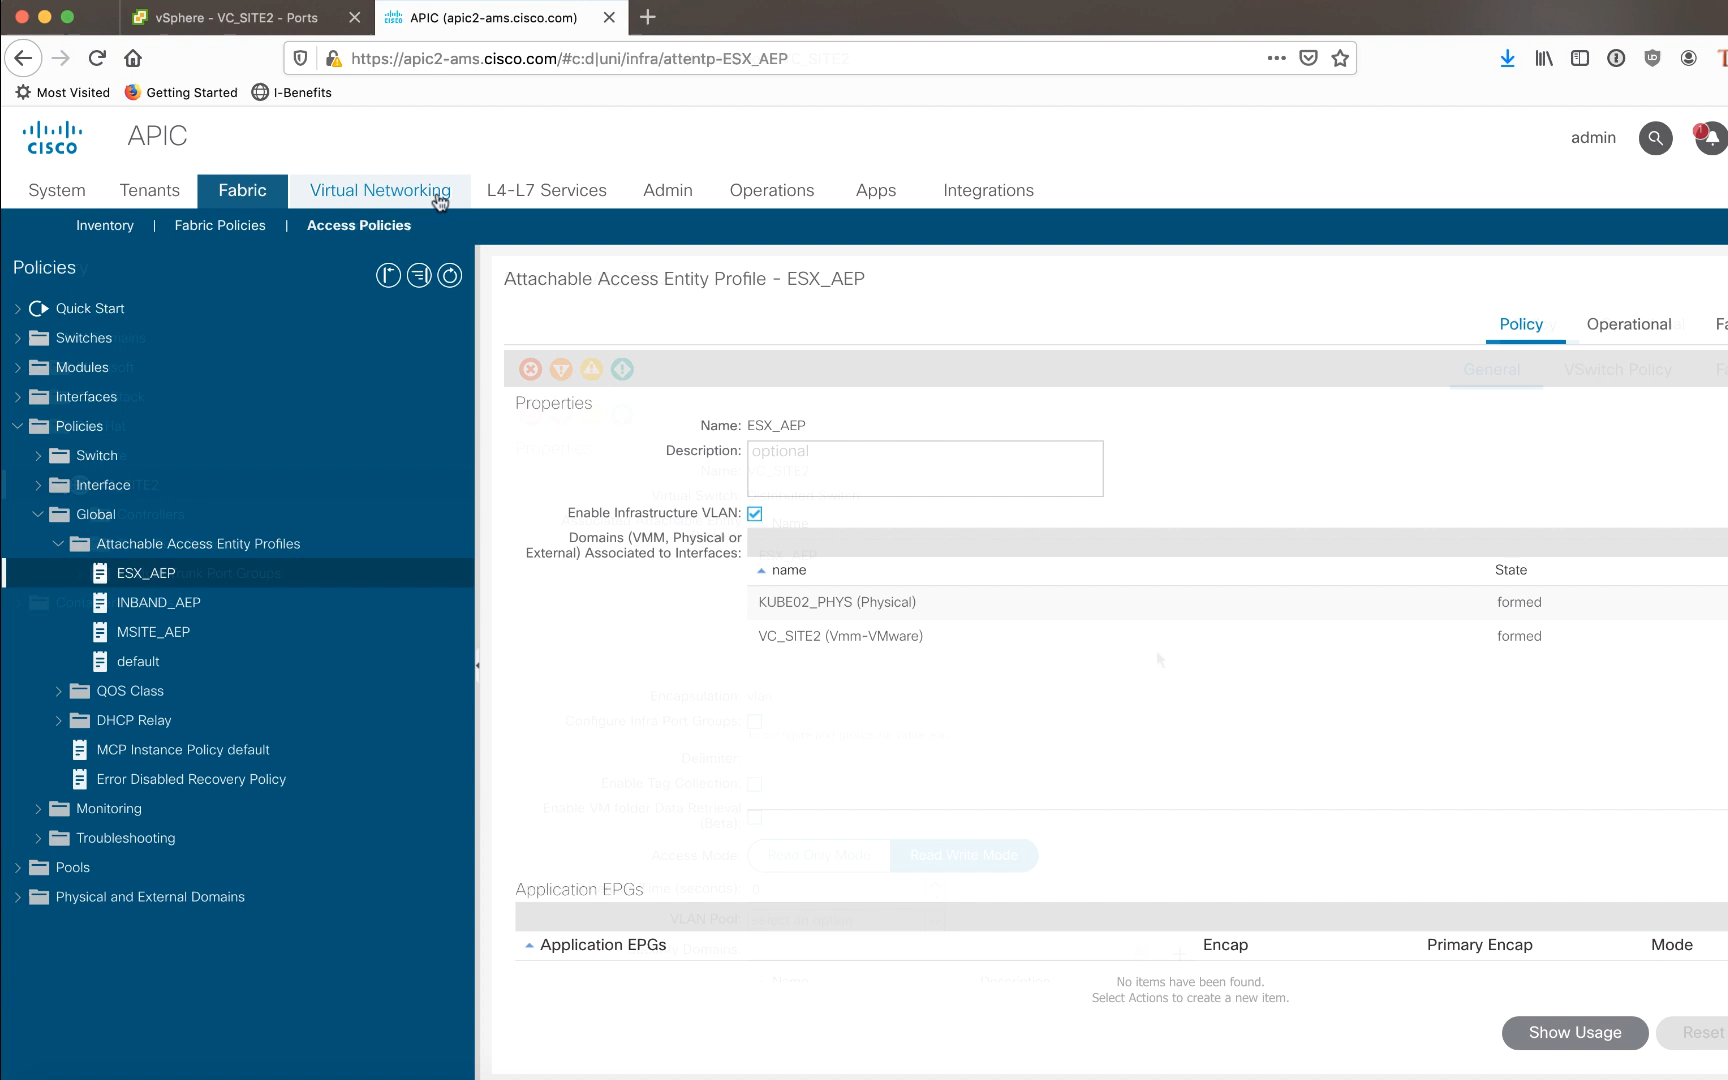 vSphere - VC_SITE2 - Ports
APIC (apic2-ams.cisco.com)
https://apic2-ams.cisco.com/#c:d|uni/infra/attentp-ESX_AEP
Most Visited
Getting Started
I-Benefits
CISCO
APIC
admin
1
System
Tenants
Fabric
Virtual Networking
L4-L7 Services
Admin
Operations
Apps
Integrations
Inventory | Fabric Policies | Access Policies
Policies
Quick Start
Switches
Modules
Interfaces
Policies
Switch
Interface
Global
Attachable Access Entity Profiles
ESX_AEP
INBAND_AEP
MSITE_AEP
default
QOS Class
DHCP Relay
MCP Instance Policy default
Error Disabled Recovery Policy
Monitoring
Troubleshooting
Pools
Physical and External Domains
Attachable Access Entity Profile - ESX_AEP
Policy
Operational
General
VSwitch Policy
Properties
Name: ESX_AEP
Description: optional
Name: VC_SITE2
Virtual Switch: Distributed Switch
Enable Infrastructure VLAN:
Name
Domains (VMM, Physical or
External) Associated to Interfaces:
ESX_AEP
name
State
KUBE02_PHYS (Physical)
formed
VC_SITE2 (Vmm-VMware)
formed
Encapsulation: vlan
Configure Infra Port Groups:
Delimiter:
Enable Tag Collection:
Enable VM folder Data Retrieval
(Beta):
Access Mode: Read Only Mode Read Write Mode
Application EPGs
(seconds): 0
VLAN Pool:
Domains:
Application EPGs
Encap
Primary Encap
Mode
Name
Description
No items have been found.
Select Actions to create a new item.
Show Usage
Reset